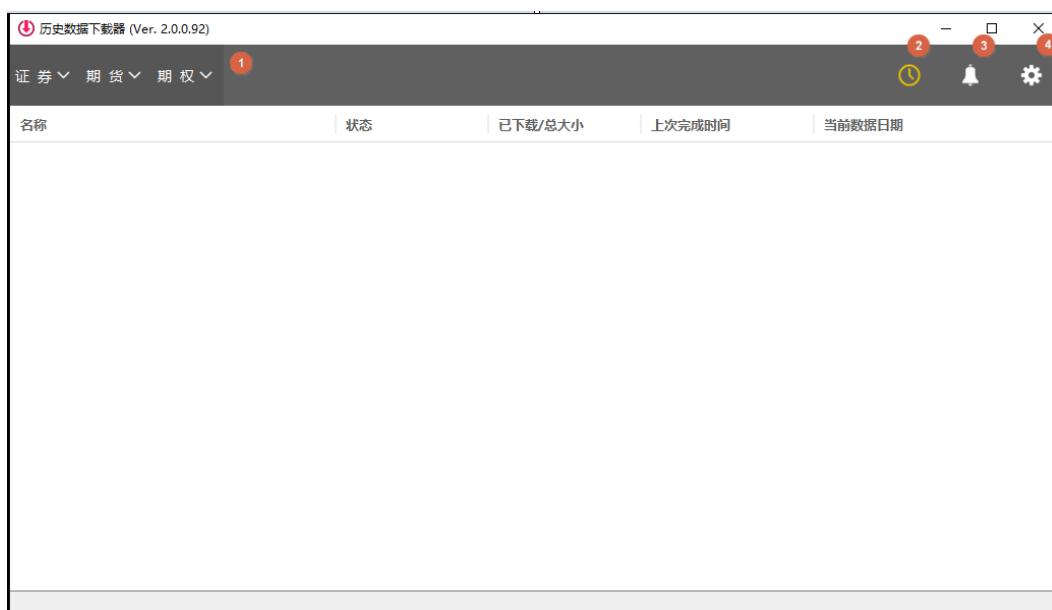 历史数据下载器 (Ver. 2.0.0.92)
2 3 4
证券 期货 期权 1
名称 状态 已下载/总大小 上次完成时间 当前数据日期